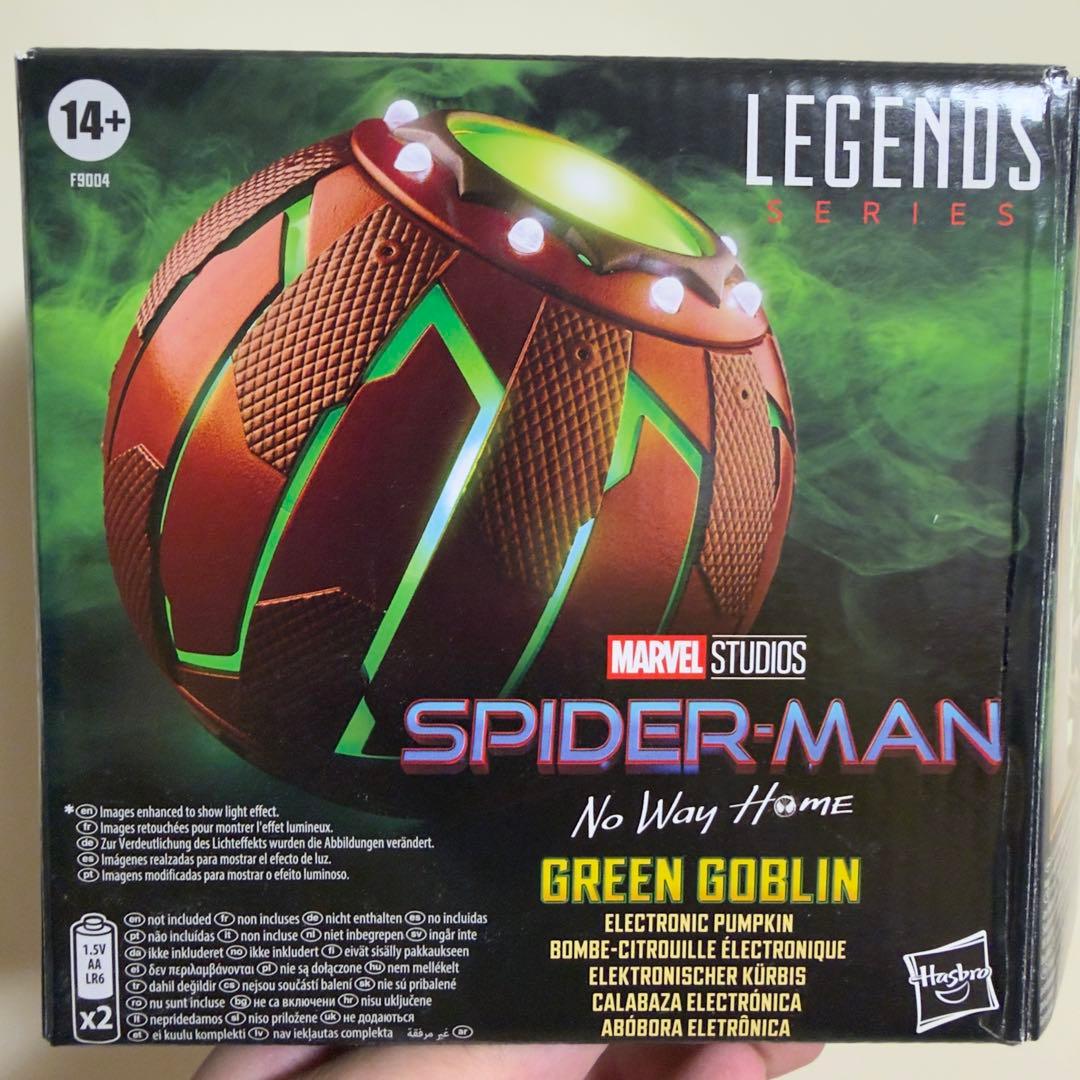 14+
F9004
LEGENDS
SERIES
MARVEL STUDIOS
SPIDER-MAN
No Way Home
GREEN GOBLIN
ELECTRONIC PUMPKIN
BOMBE-CITROUILLE ÉLECTRONIQUE
ELEKTRONISCHER KÜRBIS
CALABAZA ELECTRÓNICA
ABÓBORA ELETRÔNICA
Hasbro
* en Images enhanced to show light effect.
fr Images retouchées pour montrer l'effet lumineux.
de Zur Verdeutlichung des Lichteffekts wurden die Abbildungen verändert.
es Imágenes realzadas para mostrar el efecto de luz.
pt Imagens modificadas para mostrar o efeito luminoso.
1.5V
AA
LR6
x2
en not included fr non incluses de nicht enthalten es no incluidas
pt não incluídas it non incluse nl niet inbegrepen sv ingår inte
da ikke inkluderet no ikke inkludert fi eivät sisälly pakkaukseen
el δεν περιλαμβάνονται pl nie są dołączone hu nem mellékelt
tr dahil değildir cs nejsou součástí balení sk nie sú pribalené
ro nu sunt incluse bg не са включени hr nisu uključene
lt nepridedamos sl niso priložene uk не додаються
et ei kuulu komplekti lv nav iekļautas komplekta غير مرفقة ar